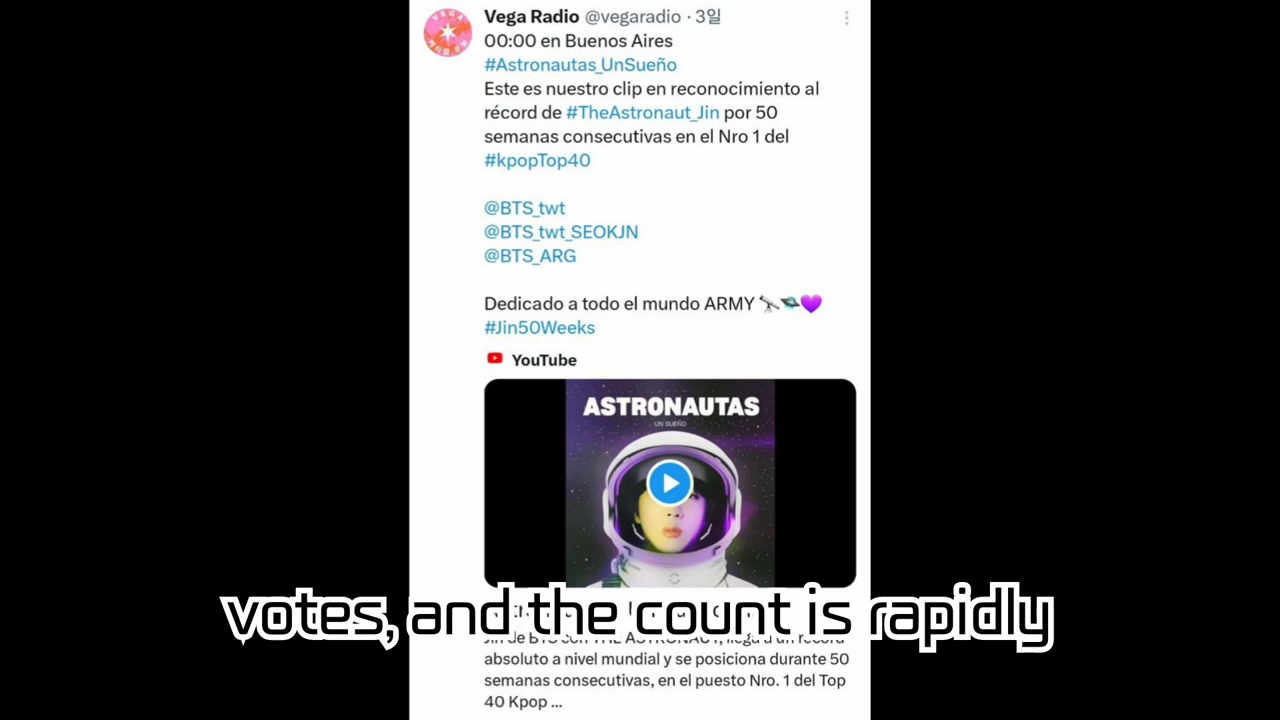 Vega Radio @vegaradio · 3일
00:00 en Buenos Aires
#Astronautas_UnSueño
Este es nuestro clip en reconocimiento al
récord de #TheAstronaut_Jin por 50
semanas consecutivas en el Nro 1 del
#kpopTop40
@BTS_twt
@BTS_twt_SEOKJN
@BTS_ARG
Dedicado a todo el mundo ARMY 🔭🛸💜
#Jin50Weeks
YouTube
ASTRONAUTAS
UN SUEÑO
votes, and the count is rapidly
Jin de BTS con THE ASTRONAUT, llega a un récord
absoluto a nivel mundial y se posiciona durante 50
semanas consecutivas, en el puesto Nro. 1 del Top
40 Kpop ...